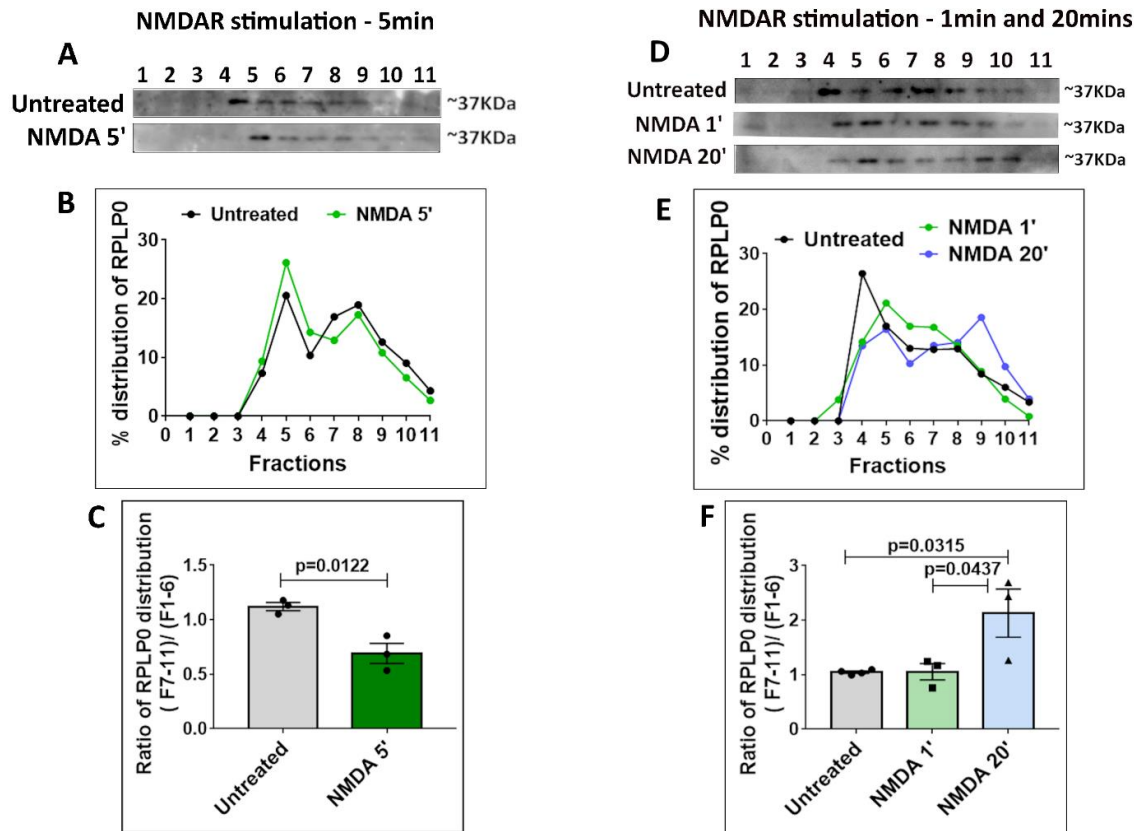 NMDAR stimulation - 5min
A
1 2 3 4 5 6 7 8 9 10 11
Untreated ~37KDa
NMDA 5' ~37KDa
B
Untreated NMDA 5'
% distribution of RPLP0
30
20
10
0
0 1 2 3 4 5 6 7 8 9 10 11
Fractions
C
Ratio of RPLP0 distribution
( F7-11)/ (F1-6)
p=0.0122
1.5
1.0
0.5
0.0
Untreated
NMDA 5'
NMDAR stimulation - 1min and 20mins
D
1 2 3 4 5 6 7 8 9 10 11
Untreated ~37KDa
NMDA 1' ~37KDa
NMDA 20' ~37KDa
E
Untreated
NMDA 1'
NMDA 20'
% distribution of RPLP0
30
20
10
0
0 1 2 3 4 5 6 7 8 9 10 11
Fractions
F
Ratio of RPLP0 distribution
( F7-11)/ (F1-6)
p=0.0315
p=0.0437
3
2
1
0
Untreated
NMDA 1'
NMDA 20'